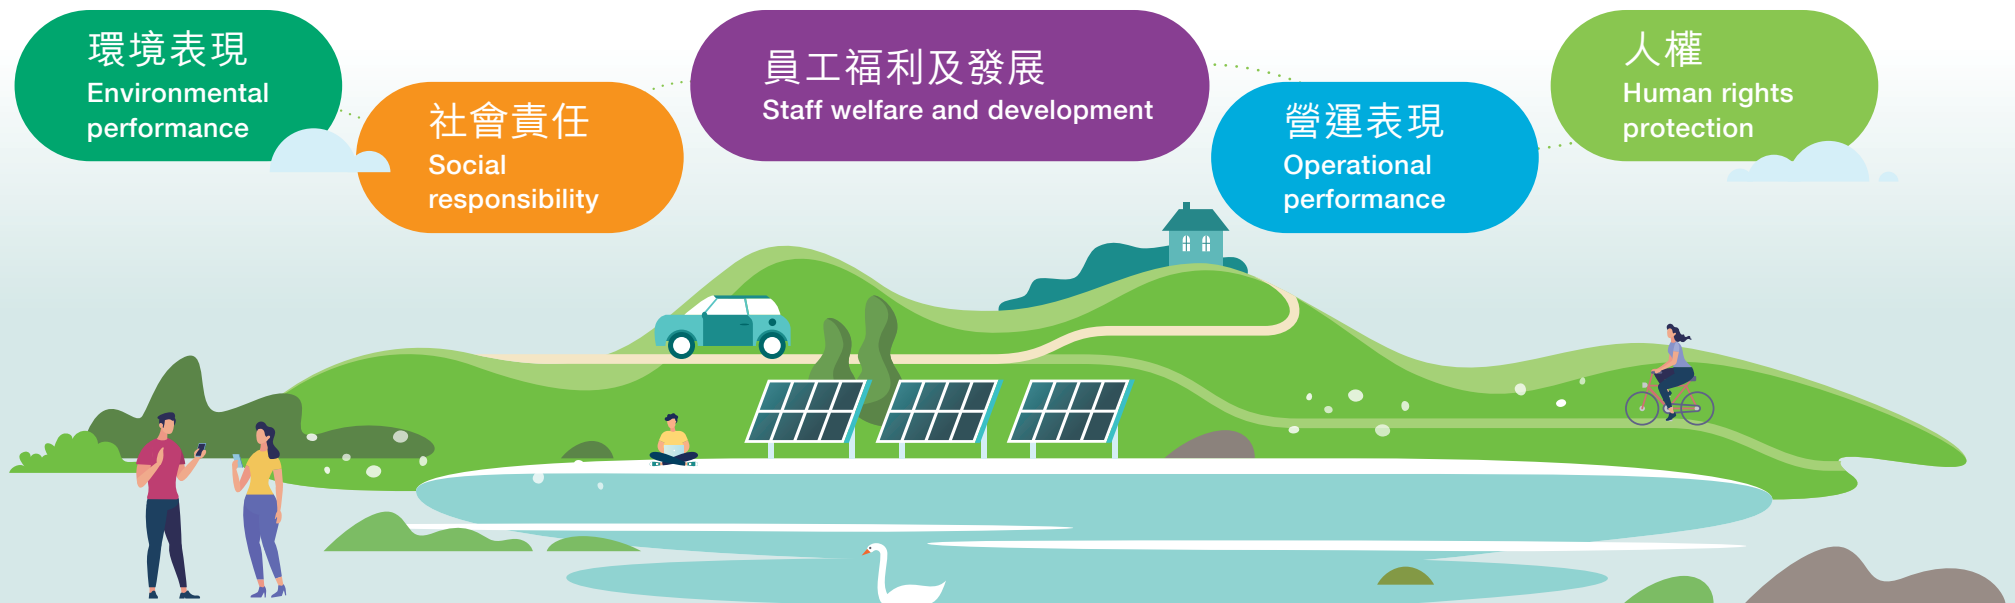 環境表現
Environmental
performance
社會責任
Social
responsibility
員工福利及發展
Staff welfare and development
營運表現
Operational
performance
人權
Human rights
protection